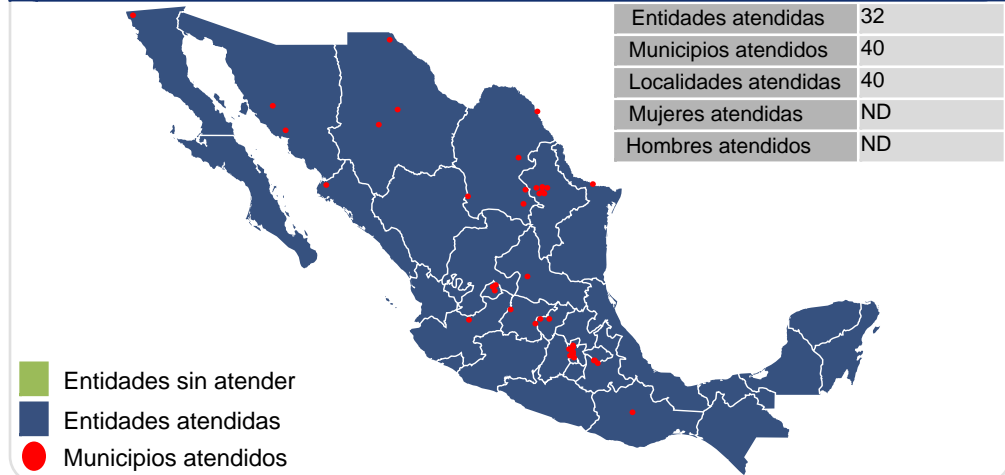 Entidades atendidas 32
Municipios atendidos 40
Localidades atendidas 40
Mujeres atendidas ND
Hombres atendidos ND
Entidades sin atender
Entidades atendidas
Municipios atendidos